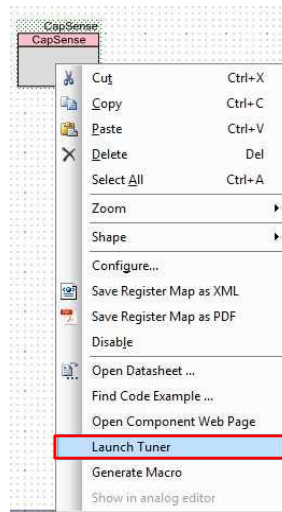 CapSense
CapSense
Cut Ctrl+X
Copy Ctrl+C
Paste Ctrl+V
Delete Del
Select All Ctrl+A
Zoom
Shape
Configure...
Save Register Map as XML
Save Register Map as PDF
Disable
Open Datasheet ...
Find Code Example ...
Open Component Web Page
Launch Tuner
Generate Macro
Show in analog editor